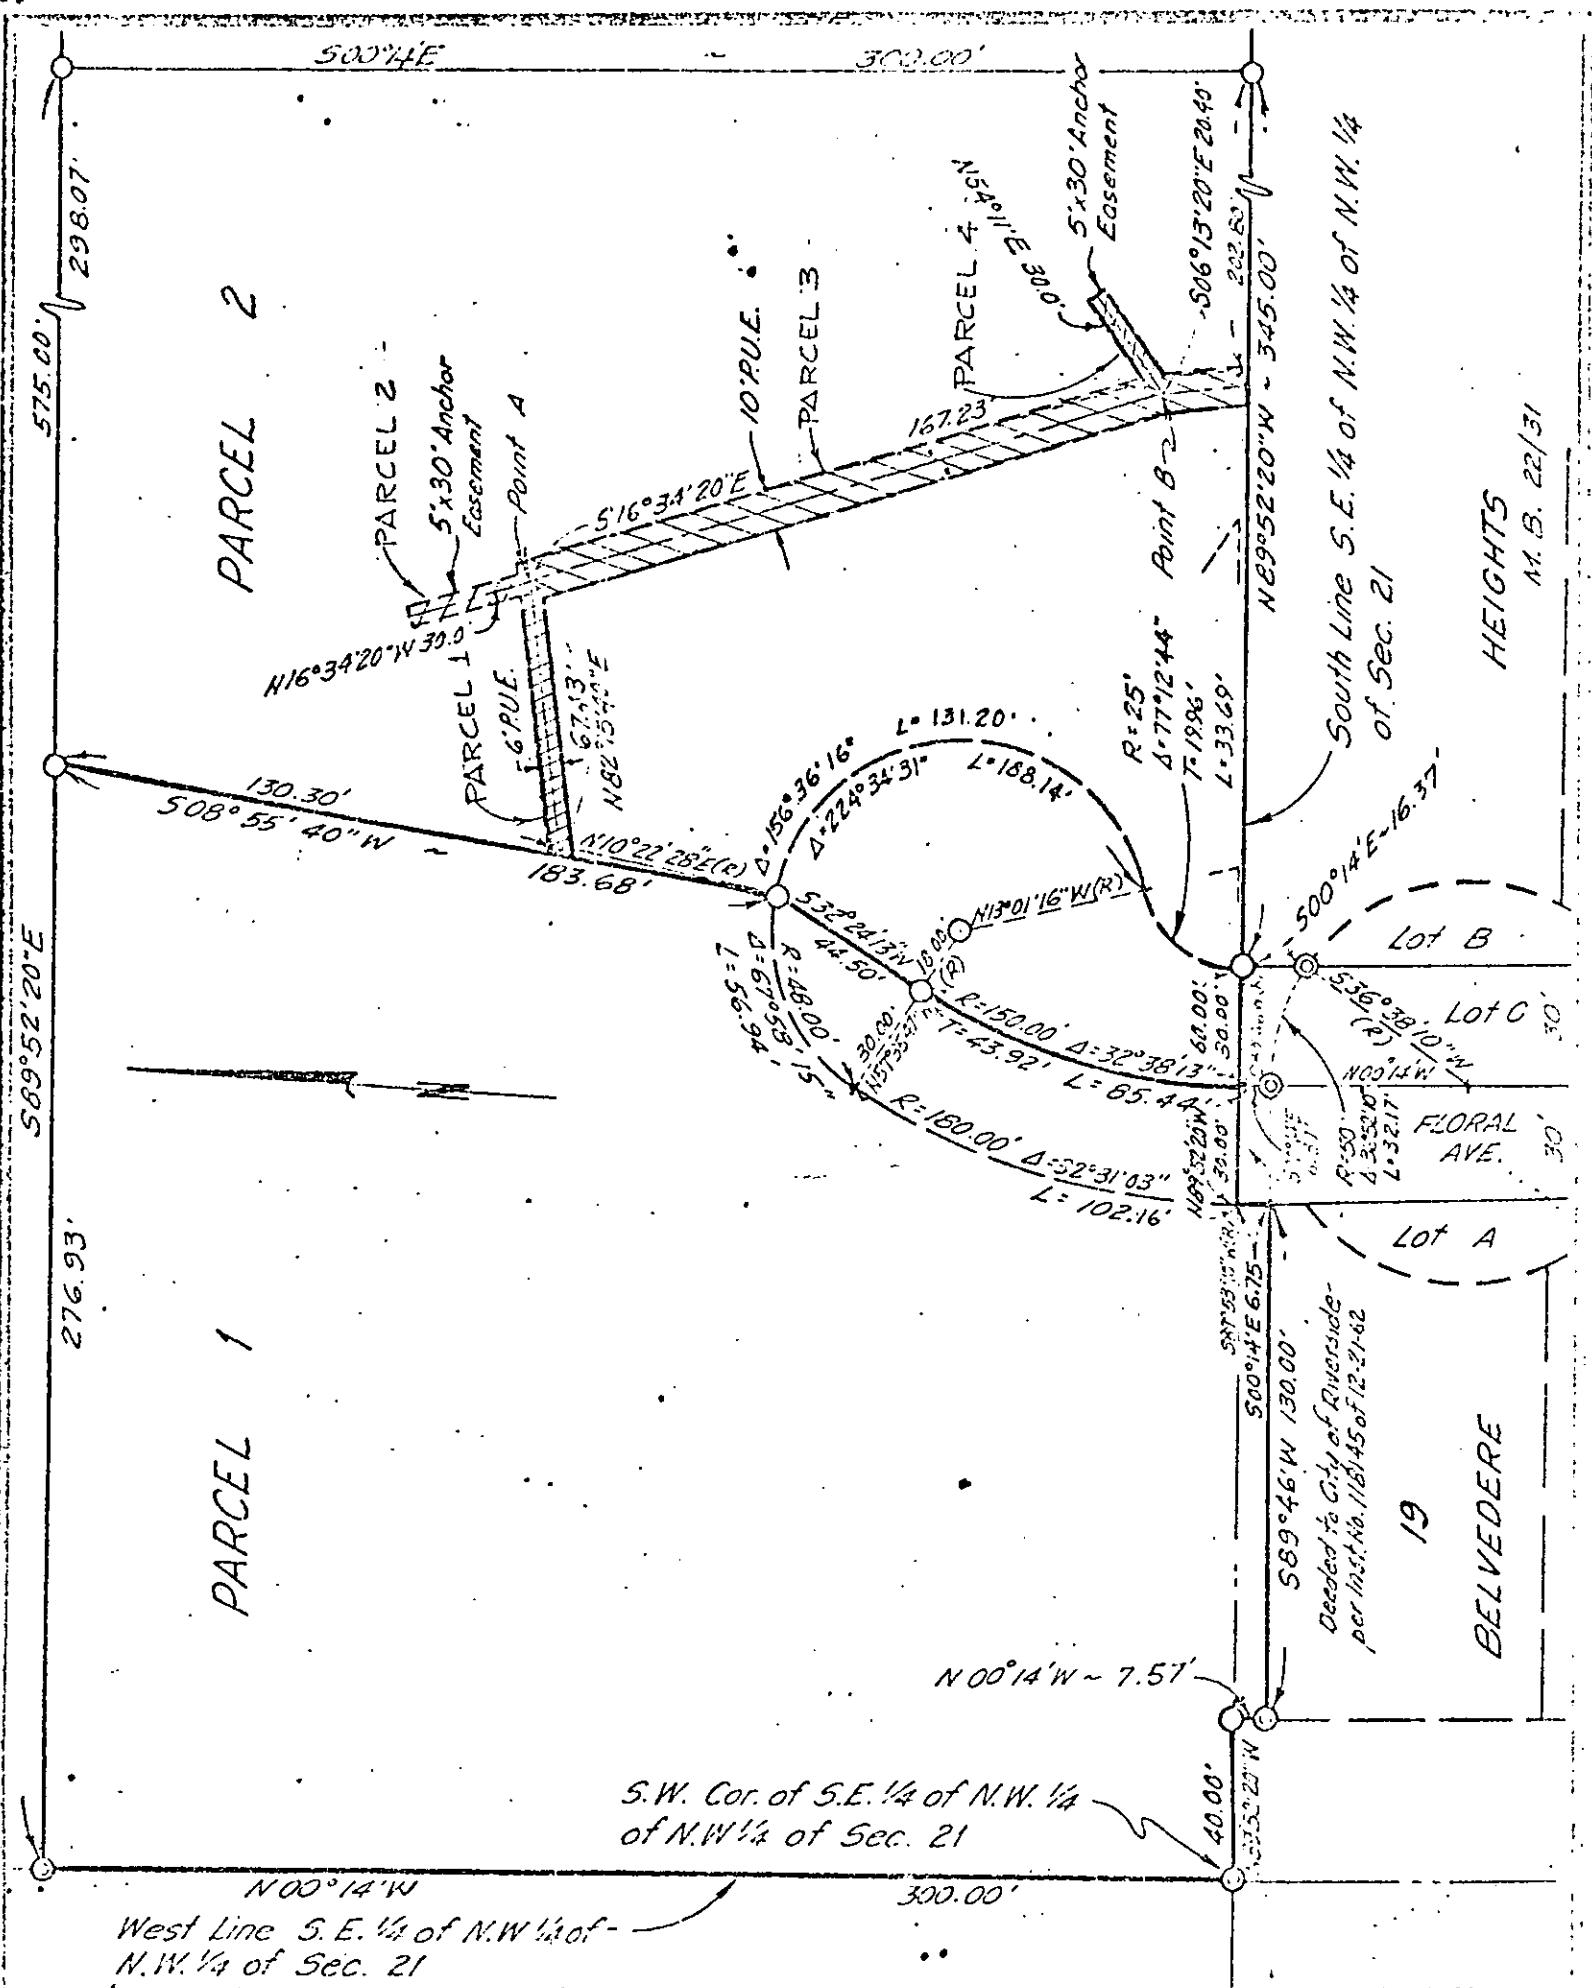 S00°14'E ~ 300.00'
575.00'
298.07'
PARCEL 2
PARCEL 2
5'x30' Anchor
Easement
Point A
N16°34'20"W 30.0
PARCEL 1
6' P.U.E.
S16°34'20"E
10' P.U.E.
PARCEL 3
167.23'
PARCEL 4
5'x30' Anchor
Easement
S06°13'20"E 20.40'
202.80'
Point B
N89°52'20"W ~ 345.00'
South Line S.E. 1/4 of N.W. 1/4 of N.W. 1/4
of Sec. 21
HEIGHTS
M.B. 22/31
130.30'
S08°55'40"W ~
183.68'
N10°22'28"E(R)
Δ=156°36'16"
L=131.20'
Δ=224°34'31"
L=188.14'
R=25'
Δ=77°12'44"
T=19.96'
L=33.69'
N13°01'16"W(R)
18.00'
(R)
44.50'
R=48.00'
Δ=67°58'15"
L=56.94'
30.00'
R=150.00' Δ=32°38'13"
T=43.92' L=85.44'
R=180.00' Δ=32°31'03"
L=102.16'
60.00'
30.00'
N89°52'20"W
30.00'
S00°14'E ~ 16.37'
Lot B
S36°38'10"W
(R)
Lot C
30'
N00°14'W
R=50'
L=32.17'
FLORAL
AVE.
30'
Lot A
S00°14'E 6.75
S89°46'W 130.00'
Deeded to City of Riverside
per Inst. No. 118145 of 12-21-62
19
BELVEDERE
S89°52'20"E
276.93'
PARCEL 1
N00°14'W ~ 7.57'
40.00'
S.W. Cor. of S.E. 1/4 of N.W. 1/4
of N.W 1/4 of Sec. 21
N00°14'W
300.00'
West Line S.E. 1/4 of N.W 1/4 of
N.W. 1/4 of Sec. 21